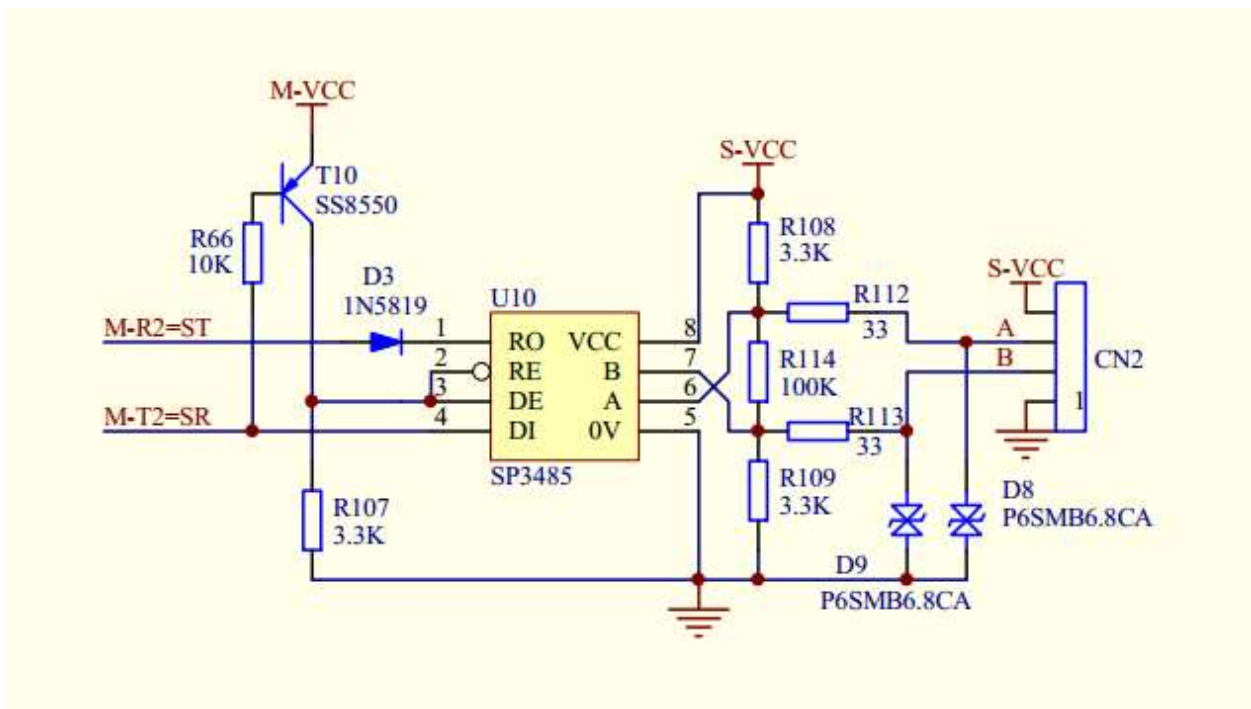 M-VCC
T10
SS8550
R66
10K
D3
1N5819
M-R2=ST
M-T2=SR
R107
3.3K
U10
1
2
3
4
RO
RE
DE
DI
VCC
B
A
0V
8
7
6
5
SP3485
S-VCC
R108
3.3K
R112
33
R114
100K
R113
33
R109
3.3K
S-VCC
A
B
CN2
1
D8
P6SMB6.8CA
D9
P6SMB6.8CA